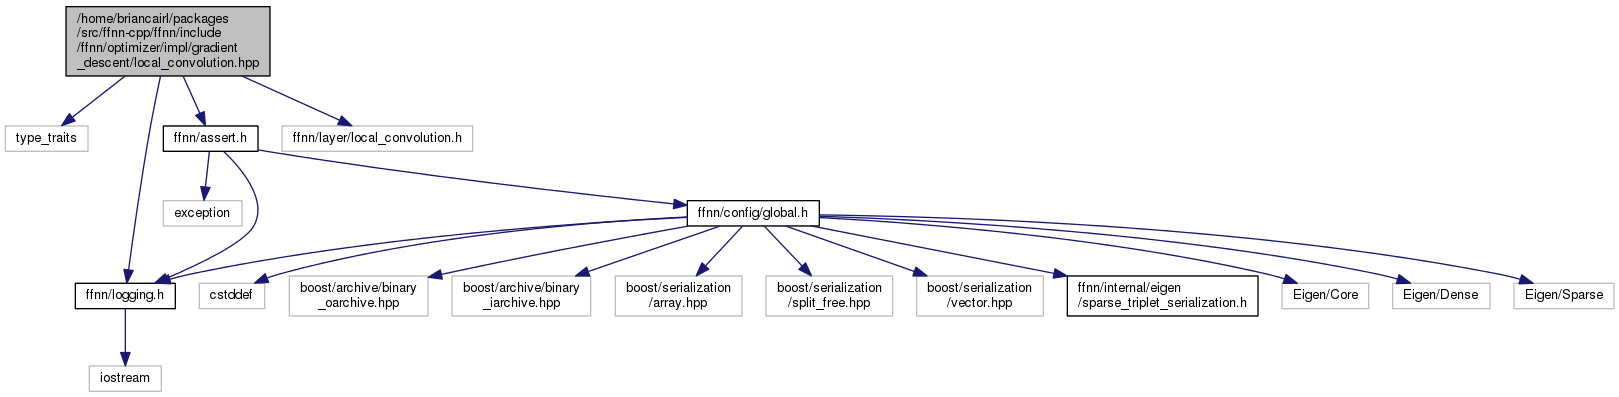 /home/briancairl/packages
/src/ffnn-cpp/ffnn/include
/ffnn/optimizer/impl/gradient
_descent/local_convolution.hpp
type_traits
ffnn/assert.h
ffnn/layer/local_convolution.h
exception
ffnn/config/global.h
ffnn/logging.h
cstddef
boost/archive/binary
_oarchive.hpp
boost/archive/binary
_iarchive.hpp
boost/serialization
/array.hpp
boost/serialization
/split_free.hpp
boost/serialization
/vector.hpp
ffnn/internal/eigen
/sparse_triplet_serialization.h
Eigen/Core
Eigen/Dense
Eigen/Sparse
iostream